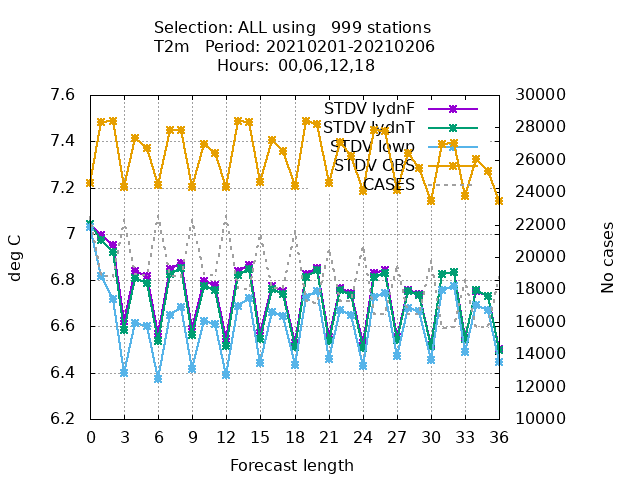 Selection: ALL using 999 stations
T2m Period: 20210201-20210206
Hours: 00,06,12,18
7.6
7.4
7.2
7
6.8
6.6
6.4
6.2
deg C
30000
28000
26000
24000
22000
20000
18000
16000
14000
12000
10000
No cases
STDV lydnF
STDV lydnT
STDV lowp
STDV OBS
CASES
0 3 6 9 12 15 18 21 24 27 30 33 36
Forecast length